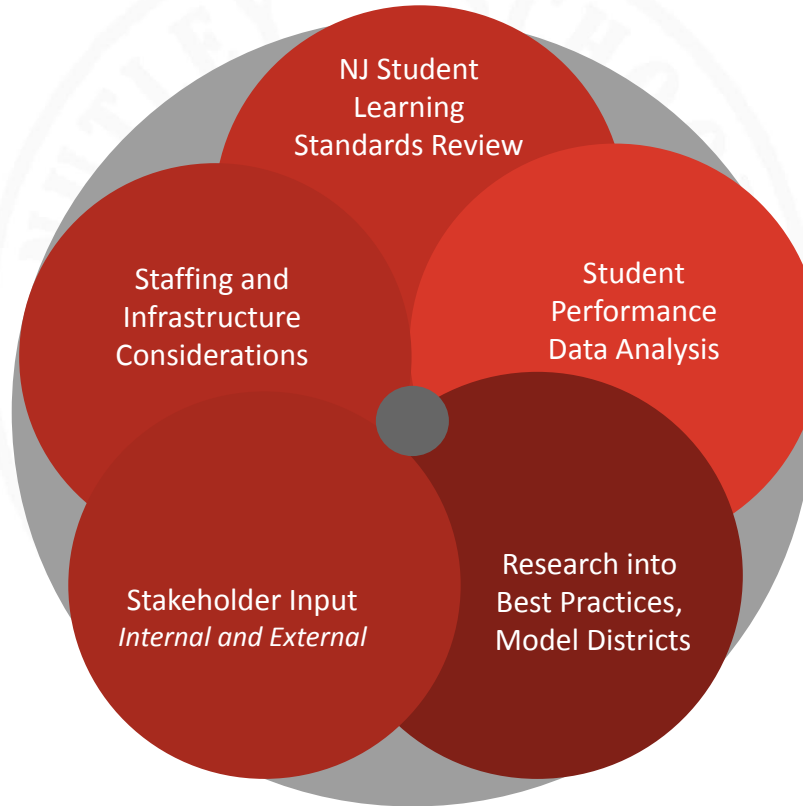 NJ Student
Learning
Standards Review
Student
Performance
Data Analysis
Research into
Best Practices,
Model Districts
Stakeholder Input
Internal and External
Staffing and
Infrastructure
Considerations